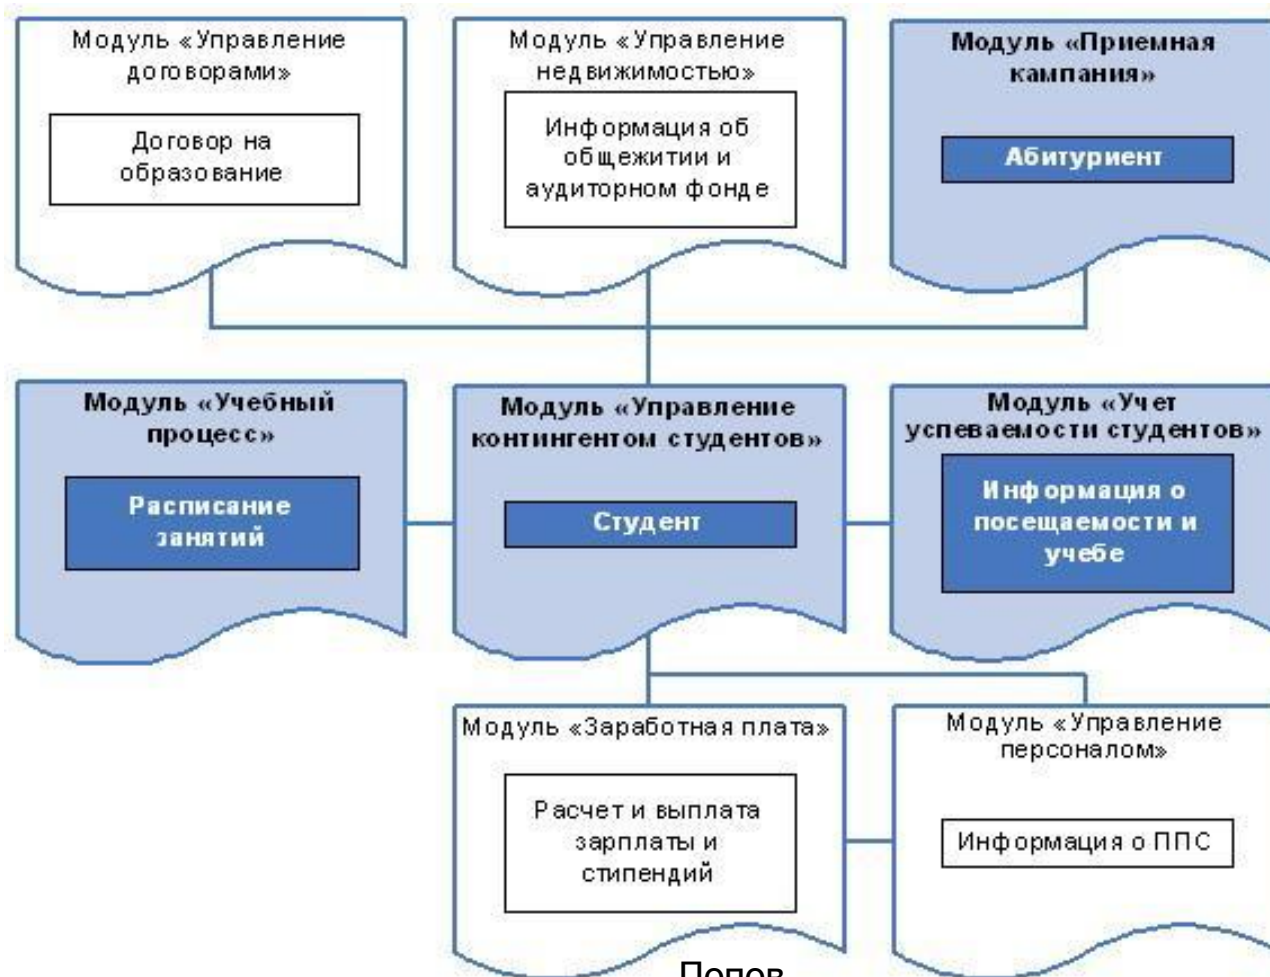 Модуль «Управление
договорами»
Договор на
образование
Модуль «Управление
недвижимостью»
Информация об
общежитии и
аудиторном фонде
Модуль «Приемная
кампания»
Абитуриент
Модуль «Учебный
процесс»
Расписание
занятий
Модуль «Управление
контингентом студентов»
Студент
Модуль «Учет
успеваемости студентов»
Информация о
посещаемости и
учебе
Модуль «Заработная плата»
Расчет и выплата
зарплаты и
стипендий
Модуль «Управление
персоналом»
Информация о ППС
Попов